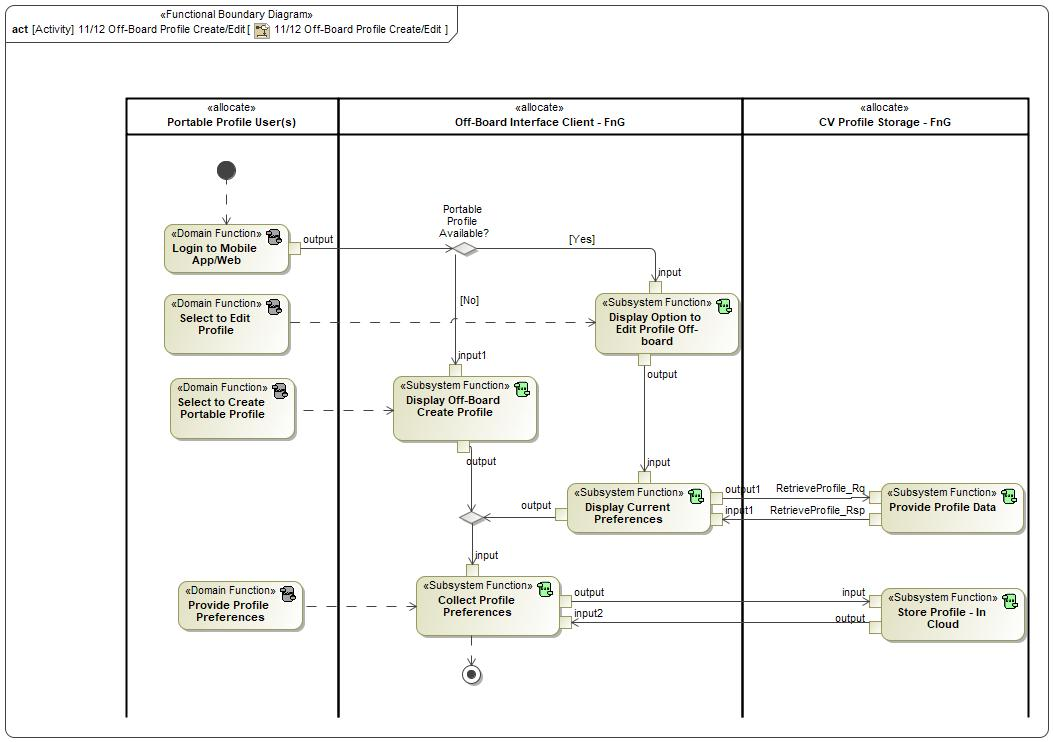 «Functional Boundary Diagram»
act [Activity] 11/12 Off-Board Profile Create/Edit [ 11/12 Off-Board Profile Create/Edit ]
«allocate»
Portable Profile User(s)
«allocate»
Off-Board Interface Client - FnG
«allocate»
CV Profile Storage - FnG
Portable
Profile
Available?
«Domain Function»
Login to Mobile
App/Web
output
[Yes]
input
[No]
«Domain Function»
Select to Edit
Profile
«Subsystem Function»
Display Option to
Edit Profile Off-
board
output
input1
«Domain Function»
Select to Create
Portable Profile
«Subsystem Function»
Display Off-Board
Create Profile
output
input
«Subsystem Function»
Display Current
Preferences
output
output1
RetrieveProfile_Rq
input1
RetrieveProfile_Rsp
«Subsystem Function»
Provide Profile Data
input
«Domain Function»
Provide Profile
Preferences
«Subsystem Function»
Collect Profile
Preferences
output
input
input2
output
«Subsystem Function»
Store Profile - In
Cloud